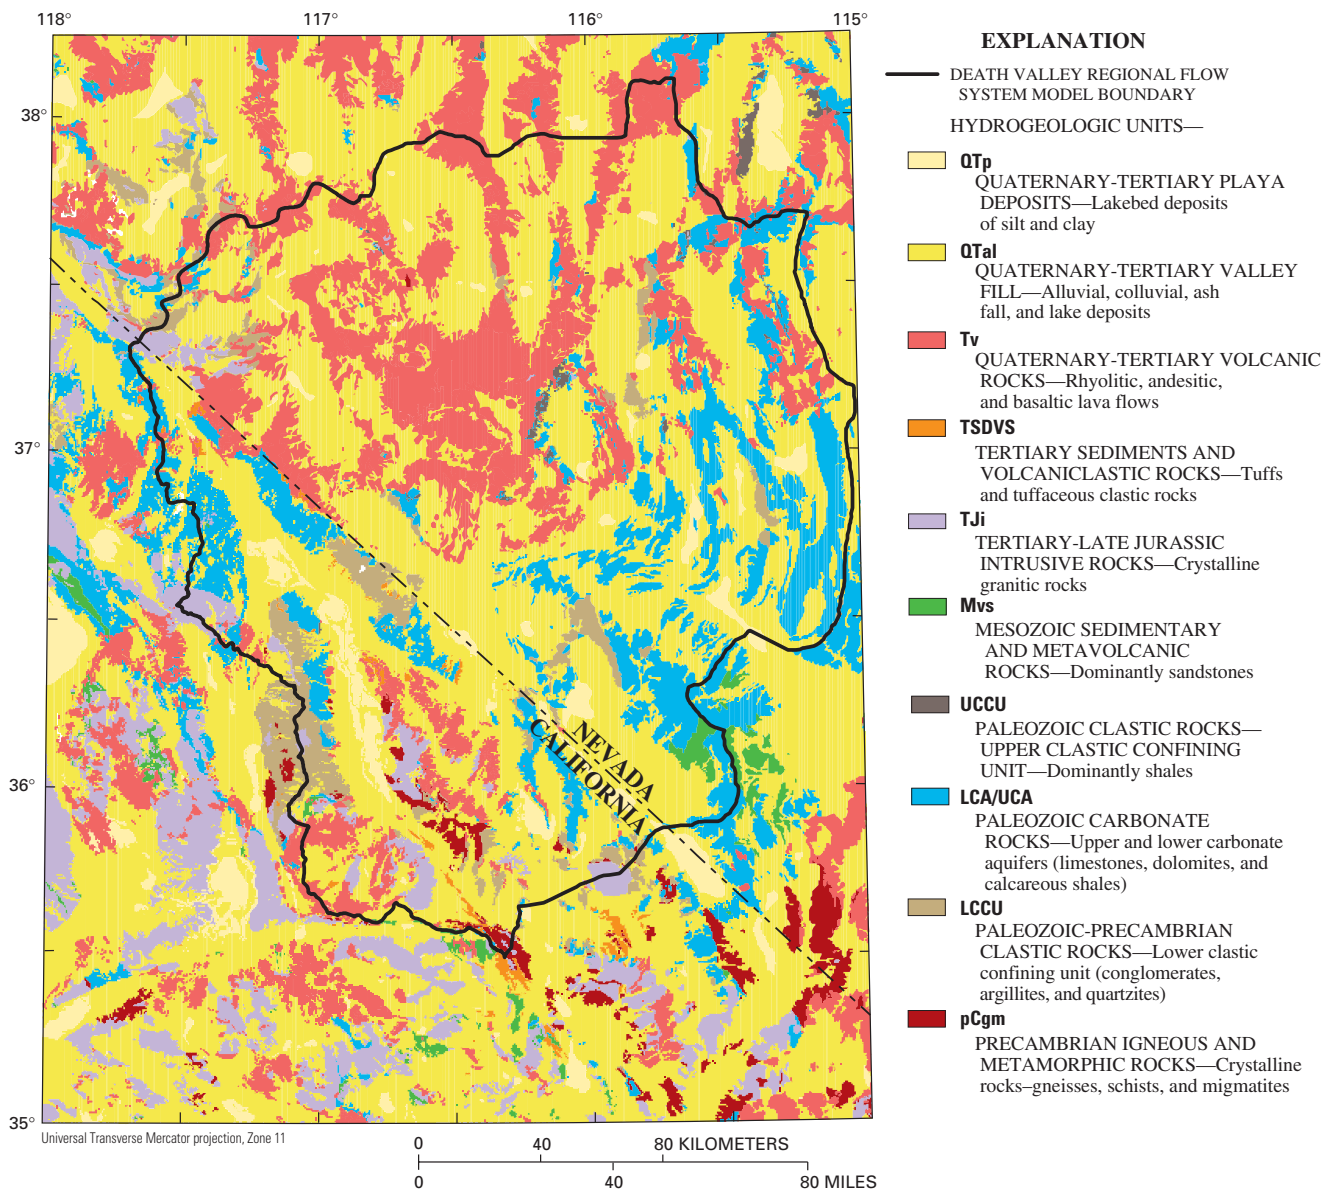 118°
117°
116°
115°
38°
37°
36°
35°
NEVADA
CALIFORNIA
Universal Transverse Mercator projection, Zone 11
0 40 80 KILOMETERS
0 40 80 MILES
EXPLANATION
DEATH VALLEY REGIONAL FLOW
SYSTEM MODEL BOUNDARY
HYDROGEOLOGIC UNITS—
QTp
QUATERNARY-TERTIARY PLAYA
DEPOSITS—Lakebed deposits
of silt and clay
QTal
QUATERNARY-TERTIARY VALLEY
FILL—Alluvial, colluvial, ash
fall, and lake deposits
Tv
QUATERNARY-TERTIARY VOLCANIC
ROCKS—Rhyolitic, andesitic,
and basaltic lava flows
TSDVS
TERTIARY SEDIMENTS AND
VOLCANICLASTIC ROCKS—Tuffs
and tuffaceous clastic rocks
TJi
TERTIARY-LATE JURASSIC
INTRUSIVE ROCKS—Crystalline
granitic rocks
Mvs
MESOZOIC SEDIMENTARY
AND METAVOLCANIC
ROCKS—Dominantly sandstones
UCCU
PALEOZOIC CLASTIC ROCKS—
UPPER CLASTIC CONFINING
UNIT—Dominantly shales
LCA/UCA
PALEOZOIC CARBONATE
ROCKS—Upper and lower carbonate
aquifers (limestones, dolomites, and
calcareous shales)
LCCU
PALEOZOIC-PRECAMBRIAN
CLASTIC ROCKS—Lower clastic
confining unit (conglomerates,
argillites, and quartzites)
pCgm
PRECAMBRIAN IGNEOUS AND
METAMORPHIC ROCKS—Crystalline
rocks–gneisses, schists, and migmatites